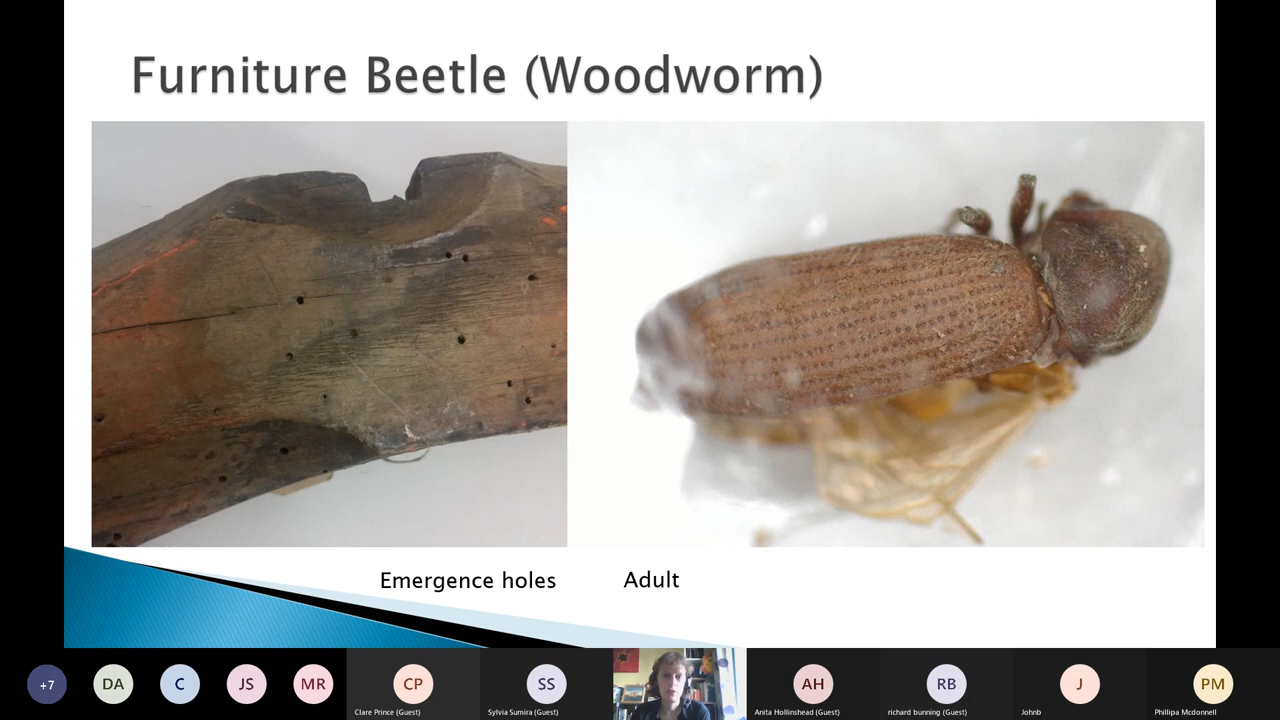 Furniture Beetle (Woodworm)
Emergence holes
Adult
+7
DA
C
JS
MR
CP
Clare Prince (Guest)
SS
Sylvia Sumira (Guest)
AH
Anita Hollinshead (Guest)
RB
richard bunning (Guest)
J
Johnb
PM
Phillipa Mcdonnell